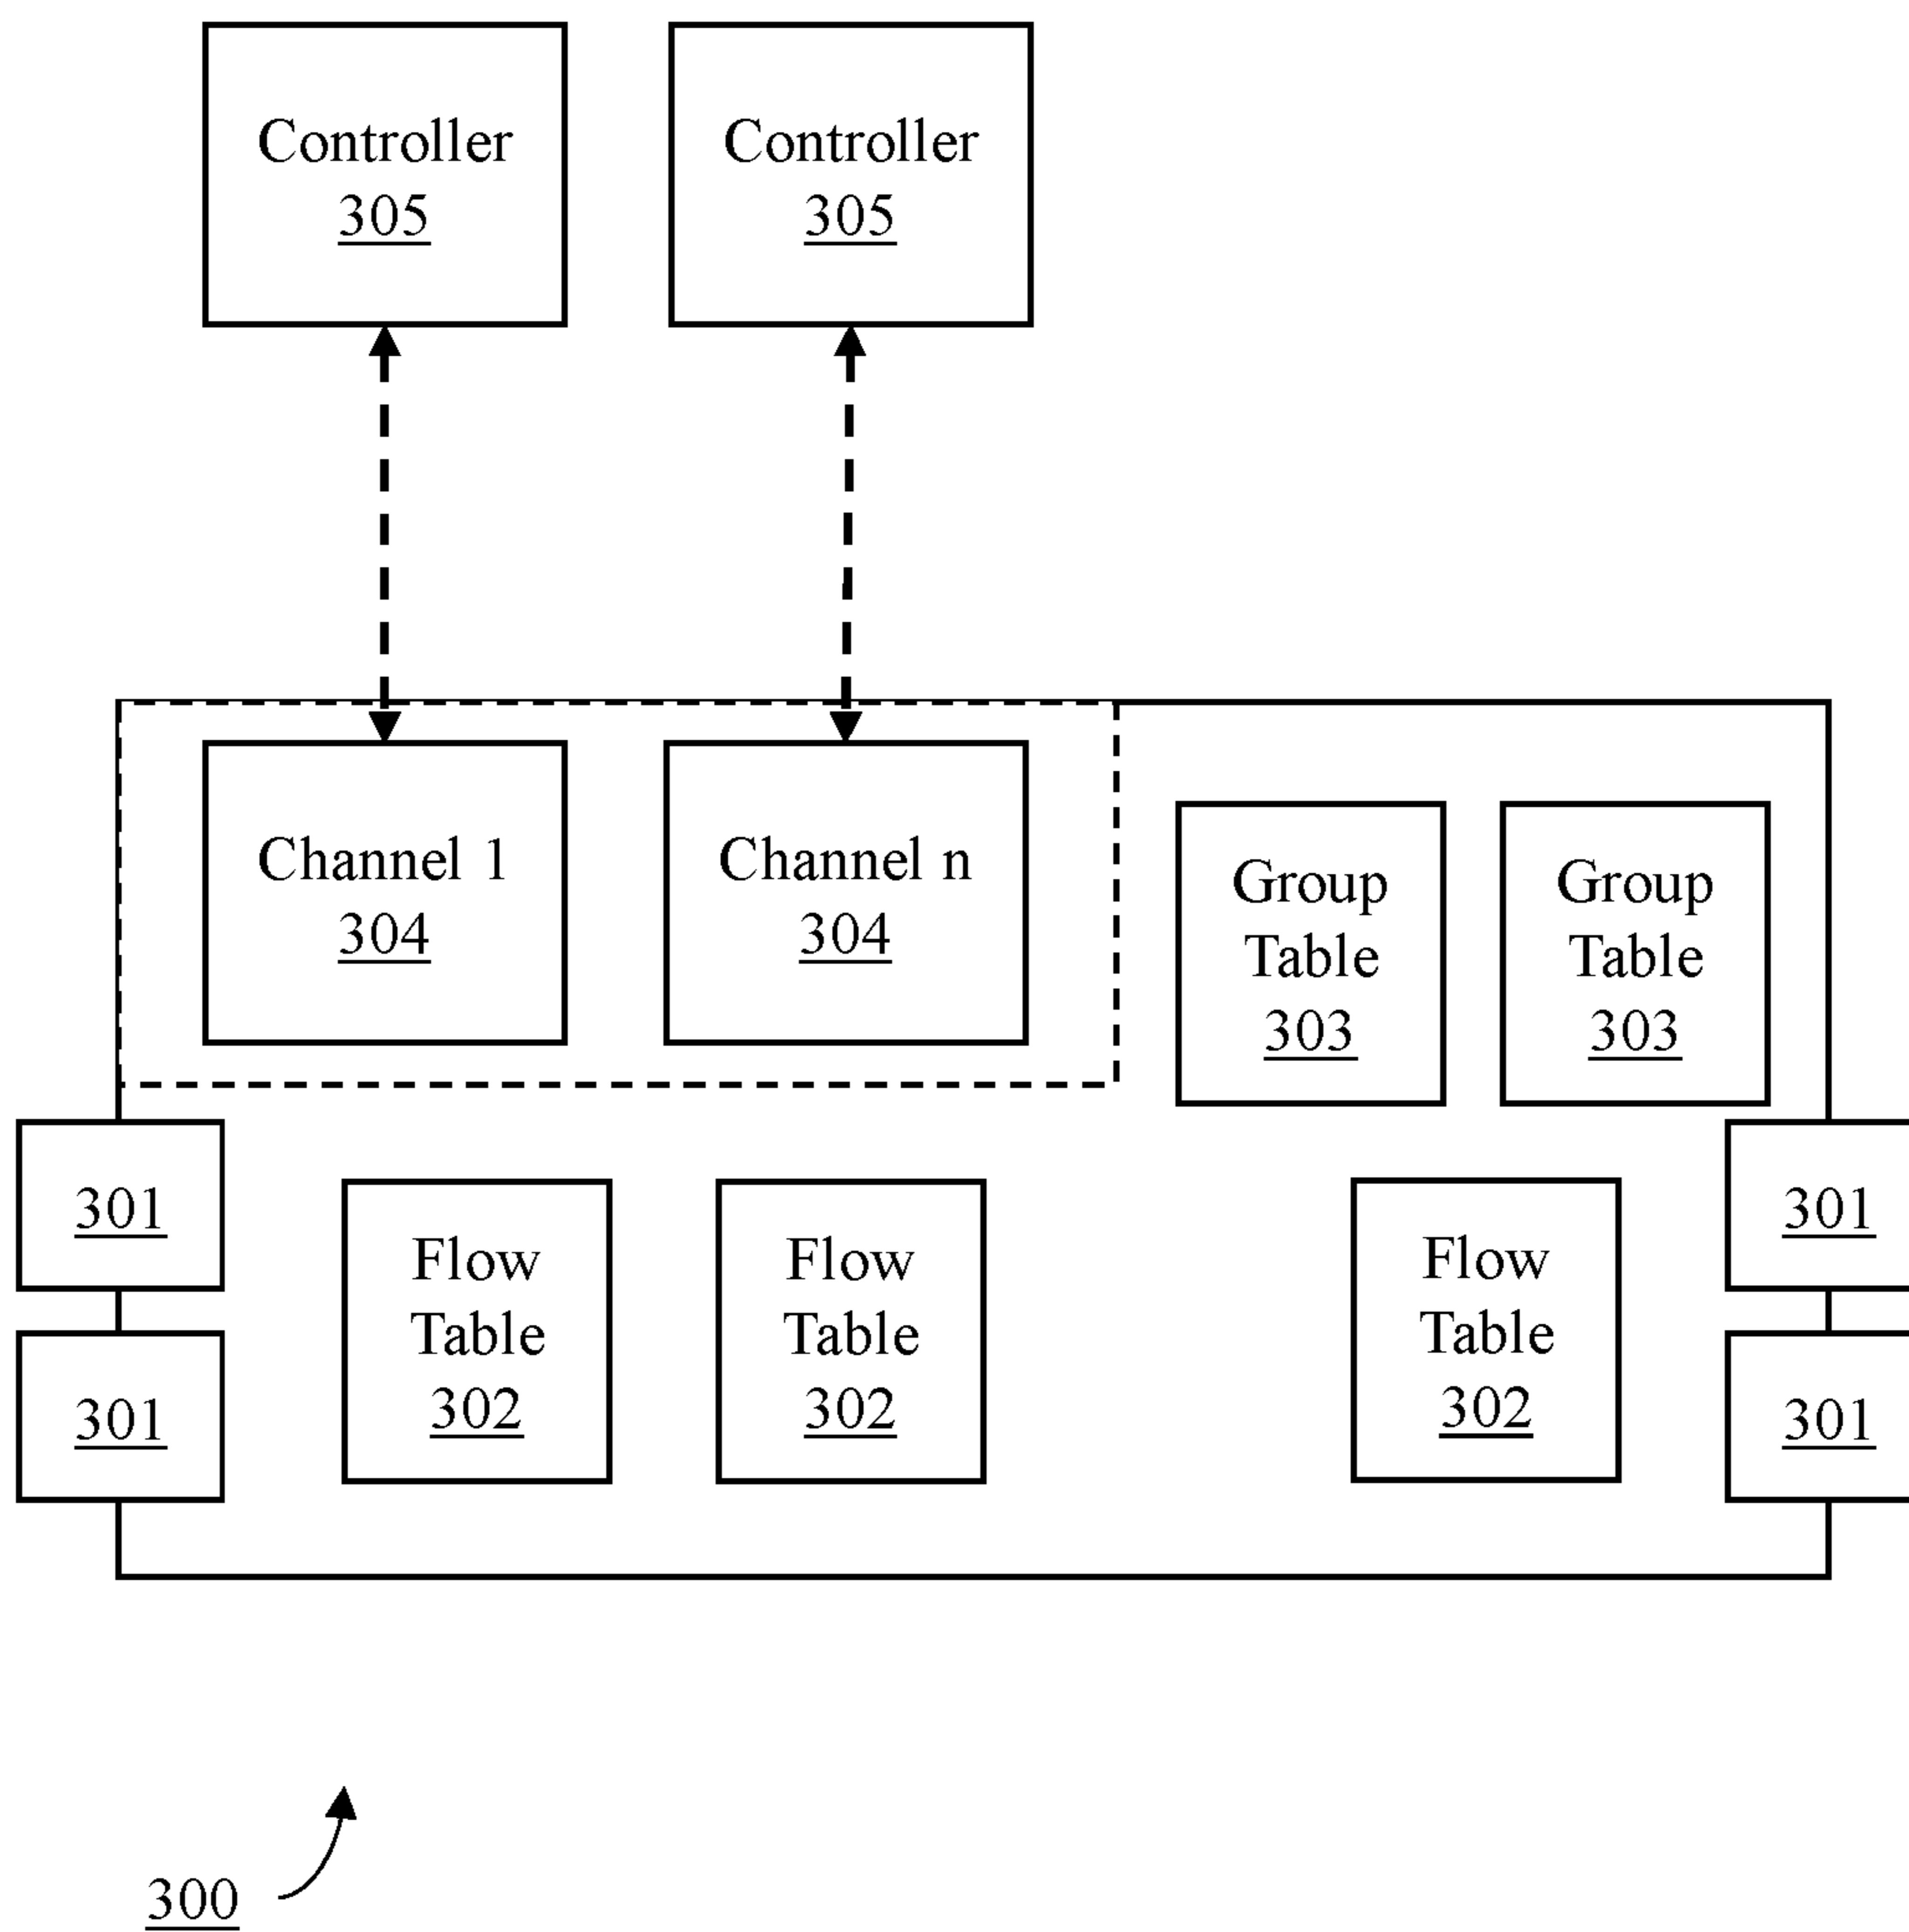 Controller
305
Controller
305
Channel 1
304
Channel n
304
Group
Table
303
Group
Table
303
301
301
Flow
Table
302
Flow
Table
302
Flow
Table
302
301
301
300